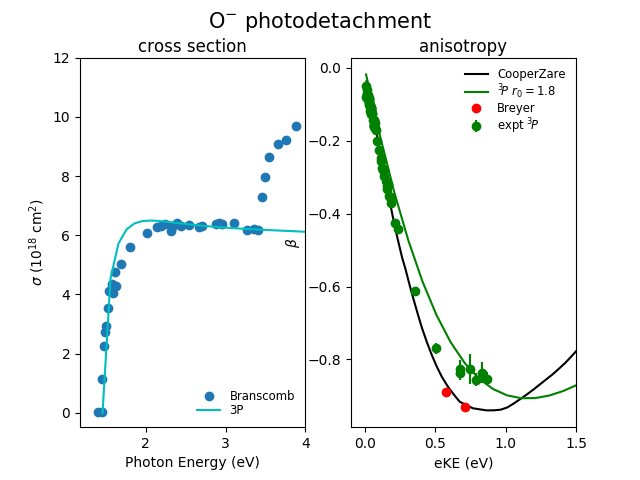 O⁻ photodetachment
cross section
σ (10¹⁸ cm²)
12
10
8
6
4
2
0
Branscomb
3P
2
3
4
Photon Energy (eV)
anisotropy
β
0.0
−0.2
−0.4
−0.6
−0.8
CooperZare
³P r₀ = 1.8
Breyer
expt ³P
0.0
0.5
1.0
1.5
eKE (eV)